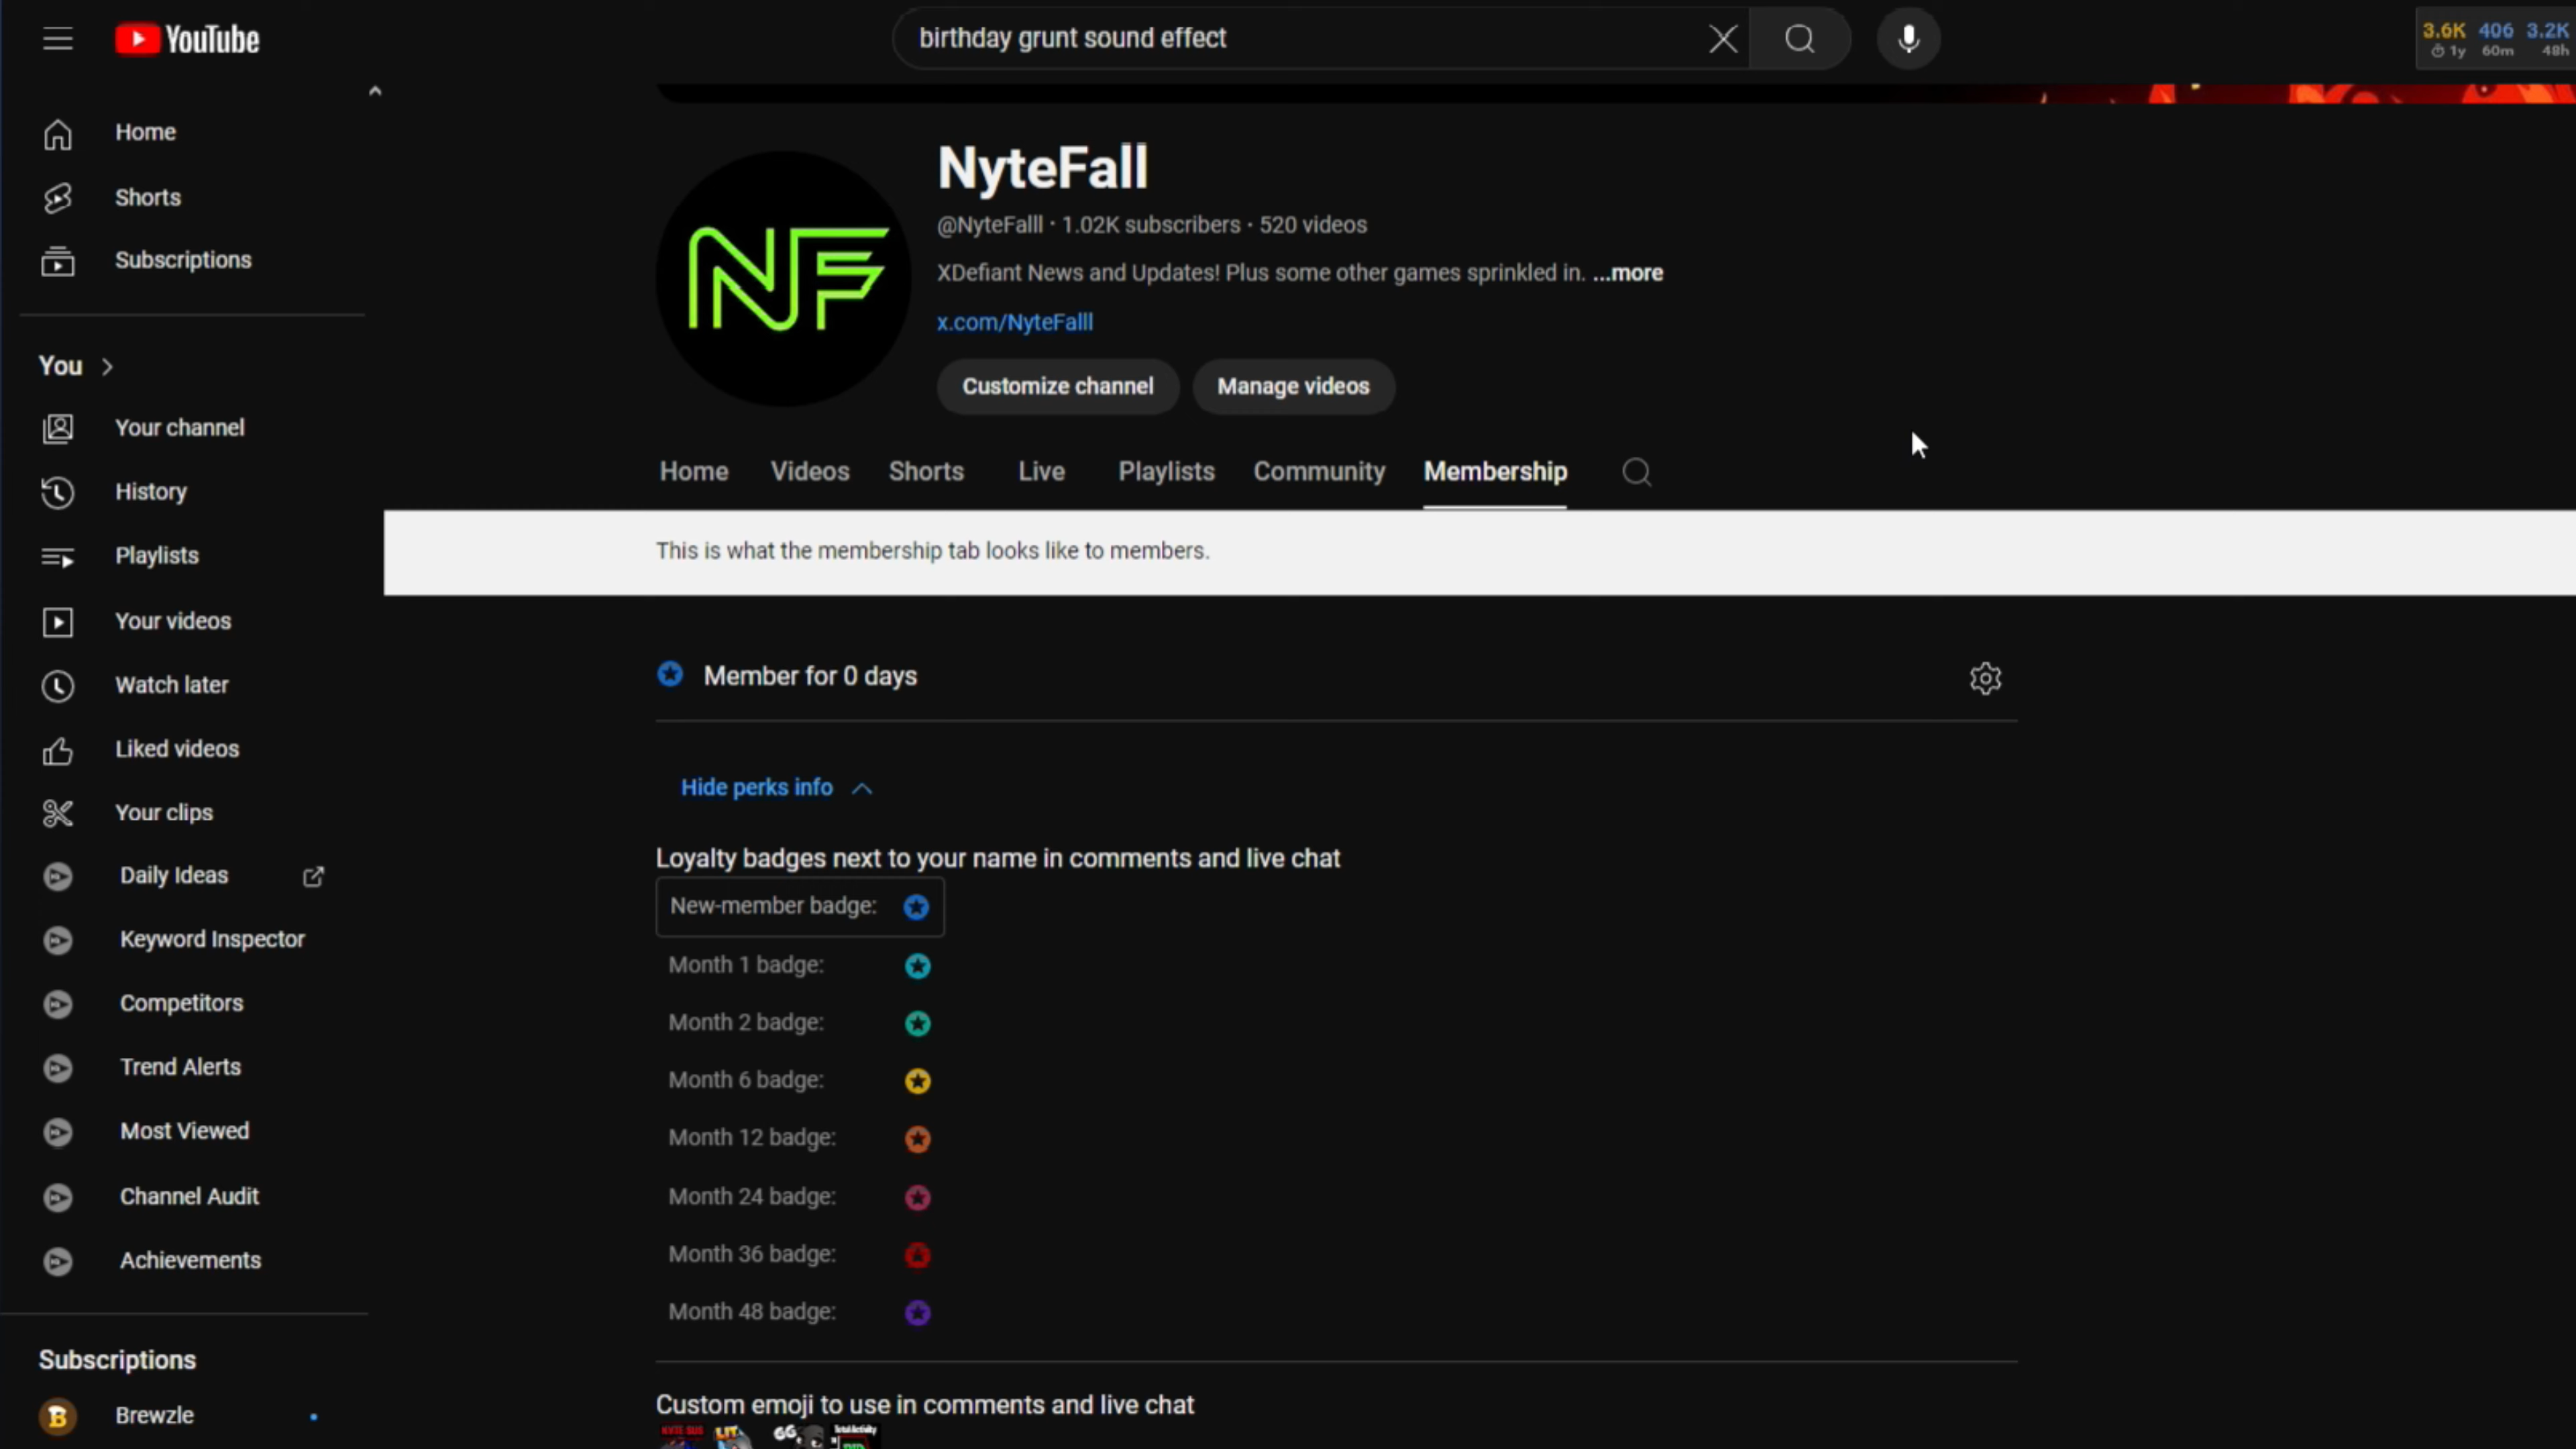 YouTube
birthday grunt sound effect
3.6K 406 3.2K
1y 60m 48h
Home
Shorts
Subscriptions
You
Your channel
History
Playlists
Your videos
Watch later
Liked videos
Your clips
Daily Ideas
Keyword Inspector
Competitors
Trend Alerts
Most Viewed
Channel Audit
Achievements
Subscriptions
B Brewzle
NF
NyteFall
@NyteFalll · 1.02K subscribers · 520 videos
XDefiant News and Updates! Plus some other games sprinkled in. ...more
x.com/NyteFalll
Customize channel Manage videos
Home Videos Shorts Live Playlists Community Membership
This is what the membership tab looks like to members.
Member for 0 days
Hide perks info
Loyalty badges next to your name in comments and live chat
New-member badge:
Month 1 badge:
Month 2 badge:
Month 6 badge:
Month 12 badge:
Month 24 badge:
Month 36 badge:
Month 48 badge:
Custom emoji to use in comments and live chat
LIT GG